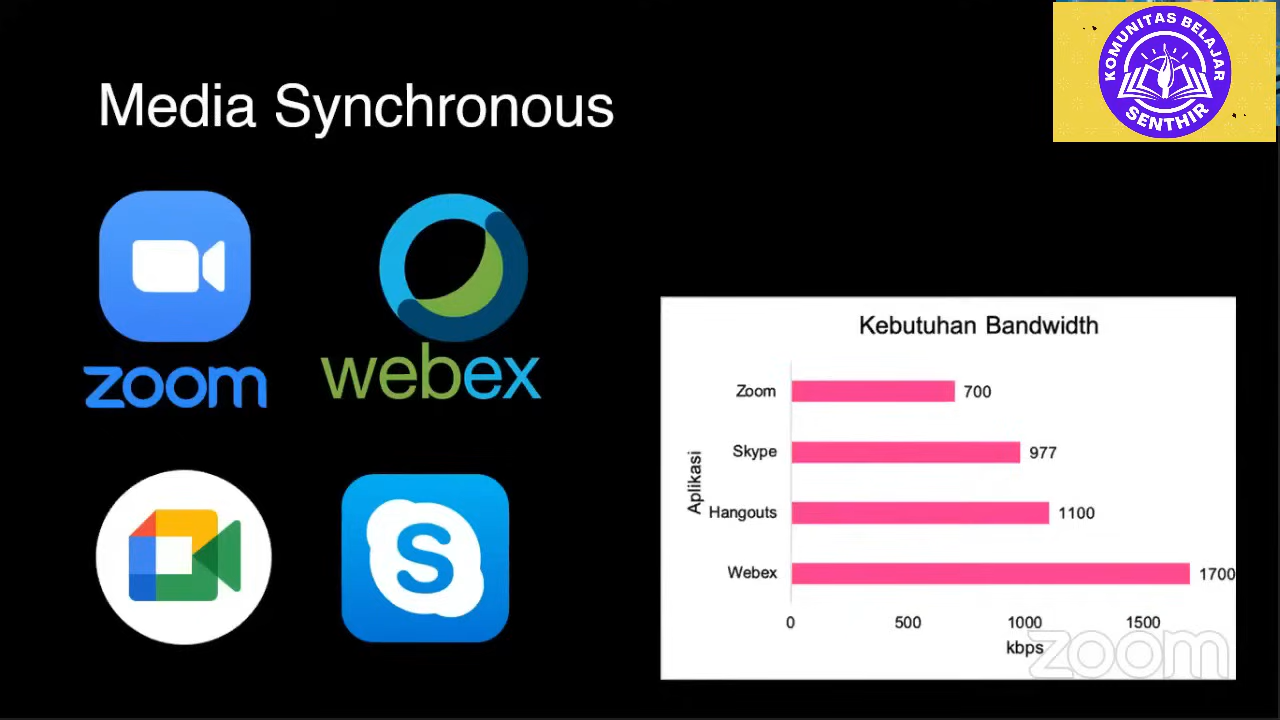 Media Synchronous
KOMUNITAS BELAJAR
SENTHIR
zoom
webex
S
Kebutuhan Bandwidth
Aplikasi
Zoom 700
Skype 977
Hangouts 1100
Webex 1700
0 500 1000 1500
kbps
zoom